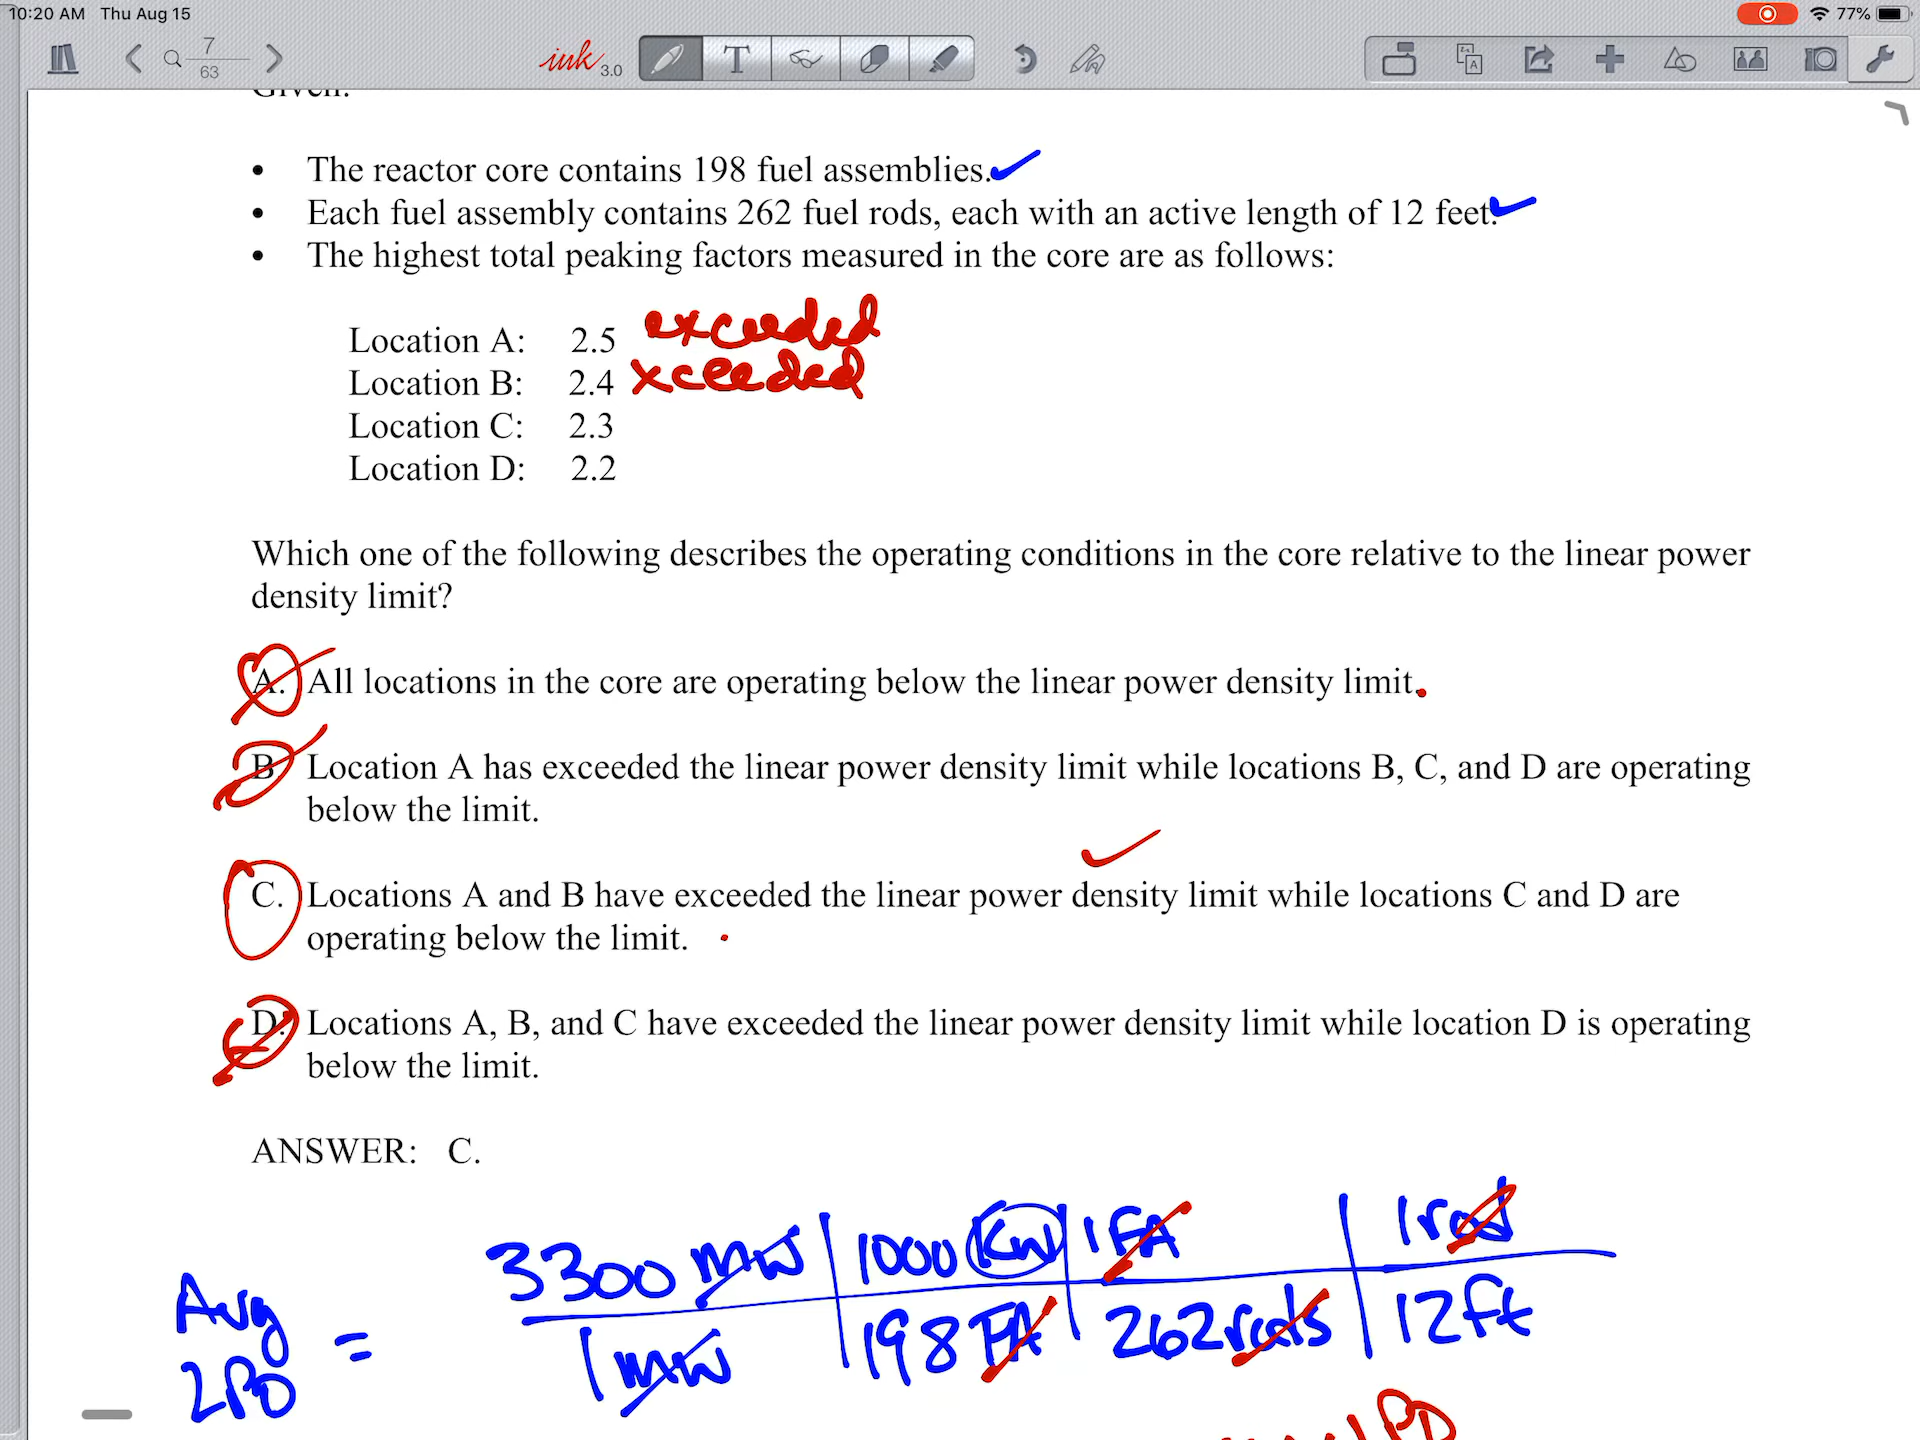 10:20 AM Thu Aug 15
77%
7
63
ink 3.0
T
A
Given:
• The reactor core contains 198 fuel assemblies.
• Each fuel assembly contains 262 fuel rods, each with an active length of 12 feet.
• The highest total peaking factors measured in the core are as follows:
Location A: 2.5 exceeded
Location B: 2.4 xceeded
Location C: 2.3
Location D: 2.2
Which one of the following describes the operating conditions in the core relative to the linear power
density limit?
A. All locations in the core are operating below the linear power density limit.
B. Location A has exceeded the linear power density limit while locations B, C, and D are operating
below the limit.
C. Locations A and B have exceeded the linear power density limit while locations C and D are
operating below the limit.
D. Locations A, B, and C have exceeded the linear power density limit while location D is operating
below the limit.
ANSWER: C.
3300 mw 1000 Kw 1 FA 1 rod
1 mw 198 FA 262 rods 12 ft
Avg
LPD =
PD